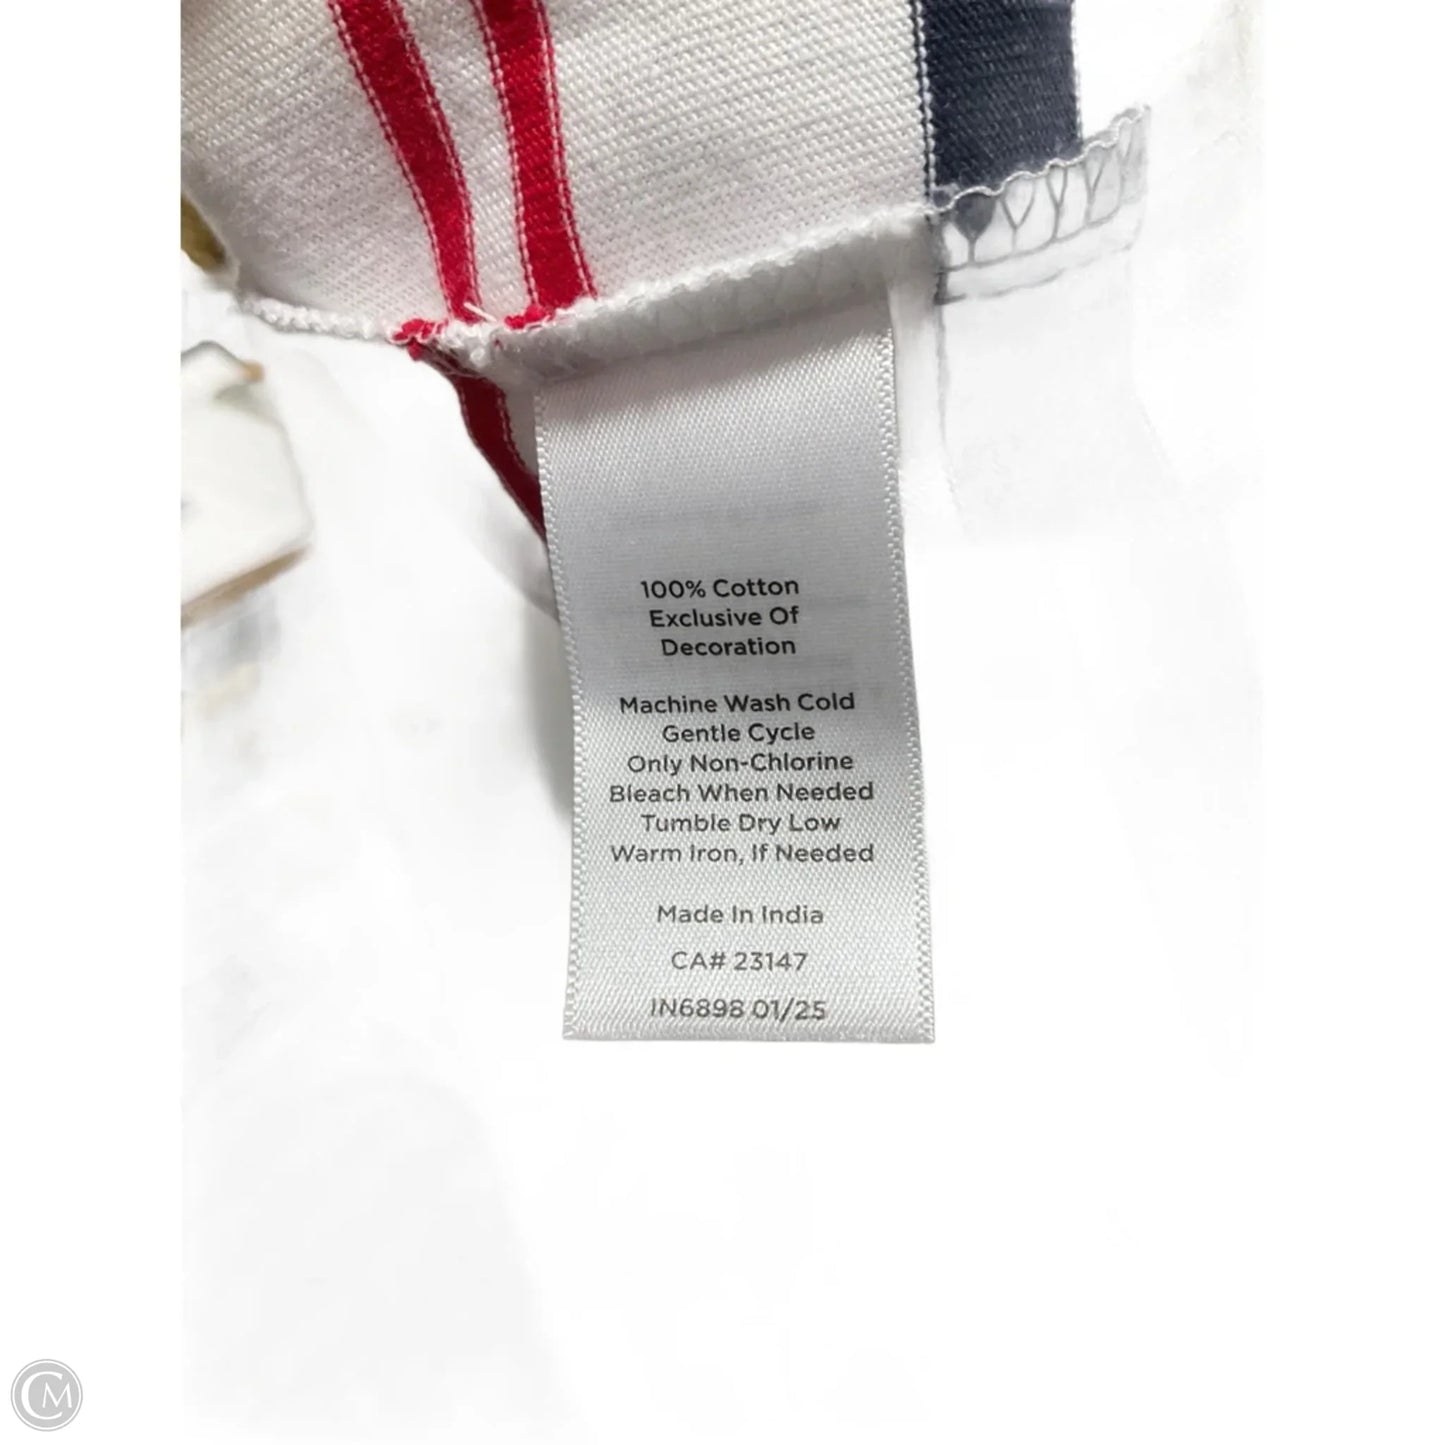 100% Cotton
Exclusive Of
Decoration
Machine Wash Cold
Gentle Cycle
Only Non-Chlorine
Bleach When Needed
Tumble Dry Low
Warm Iron, If Needed
Made In India
CA# 23147
IN6898 01/25
CM